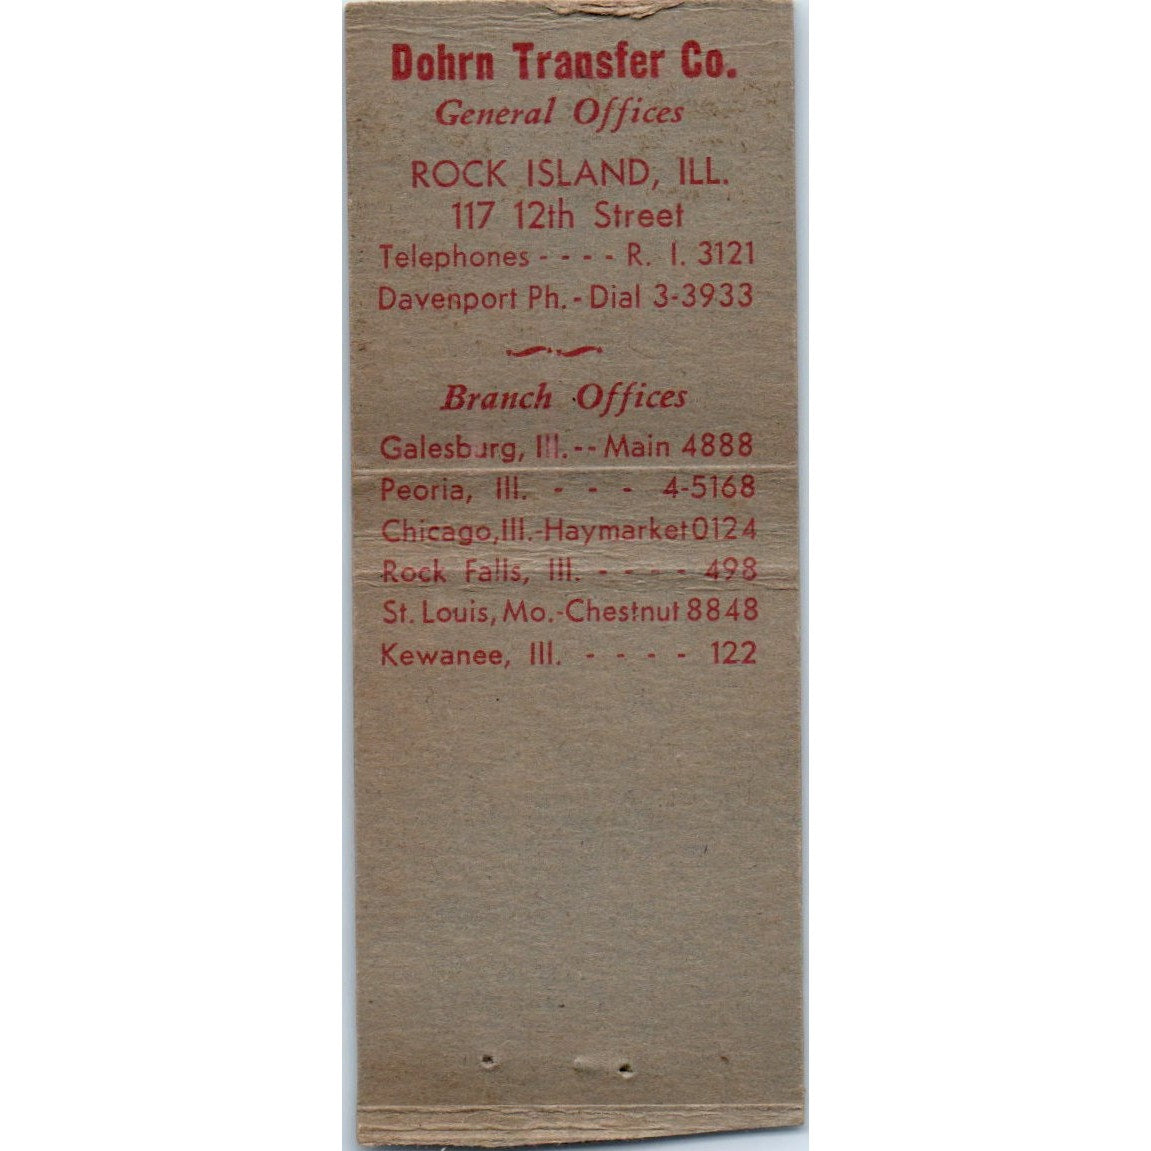 Dohrn Transfer Co.
General Offices
ROCK ISLAND, ILL.
117 12th Street
Telephones - - - - R. I. 3121
Davenport Ph. - Dial 3-3933
Branch Offices
Galesburg, Ill. -- Main 4888
Peoria, Ill. - - - 4-5168
Chicago, Ill.-Haymarket 0124
Rock Falls, Ill. - - - - 498
St. Louis, Mo.-Chestnut 8848
Kewanee, Ill. - - - - 122